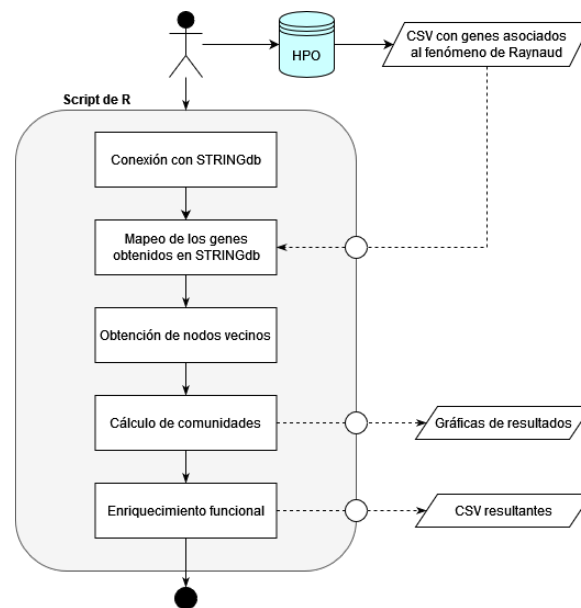 HPO
CSV con genes asociados
al fenómeno de Raynaud
Script de R
Conexión con STRINGdb
Mapeo de los genes
obtenidos en STRINGdb
Obtención de nodos vecinos
Cálculo de comunidades
Gráficas de resultados
Enriquecimiento funcional
CSV resultantes